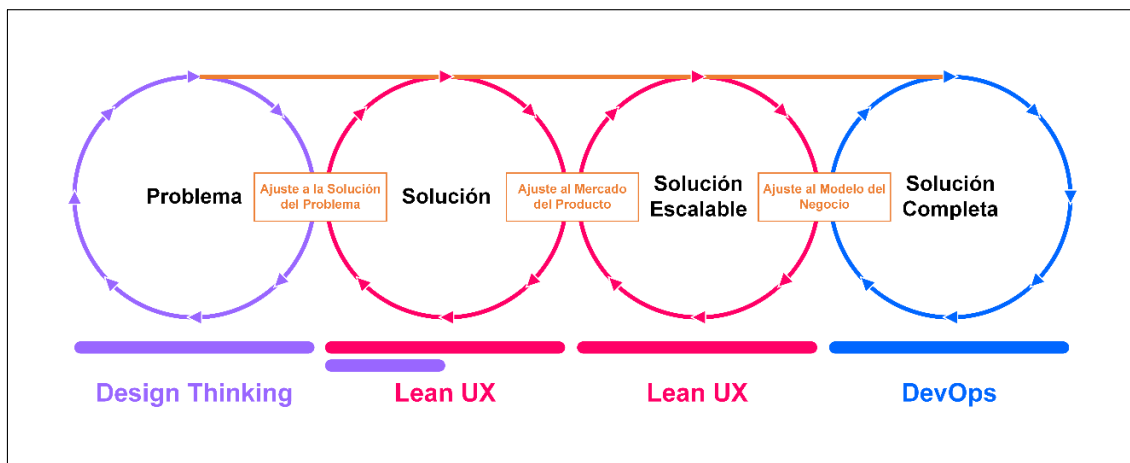 Problema
Ajuste a la Solución
del Problema
Solución
Ajuste al Mercado
del Producto
Solución
Escalable
Ajuste al Modelo del
Negocio
Solución
Completa
Design Thinking
Lean UX
Lean UX
DevOps